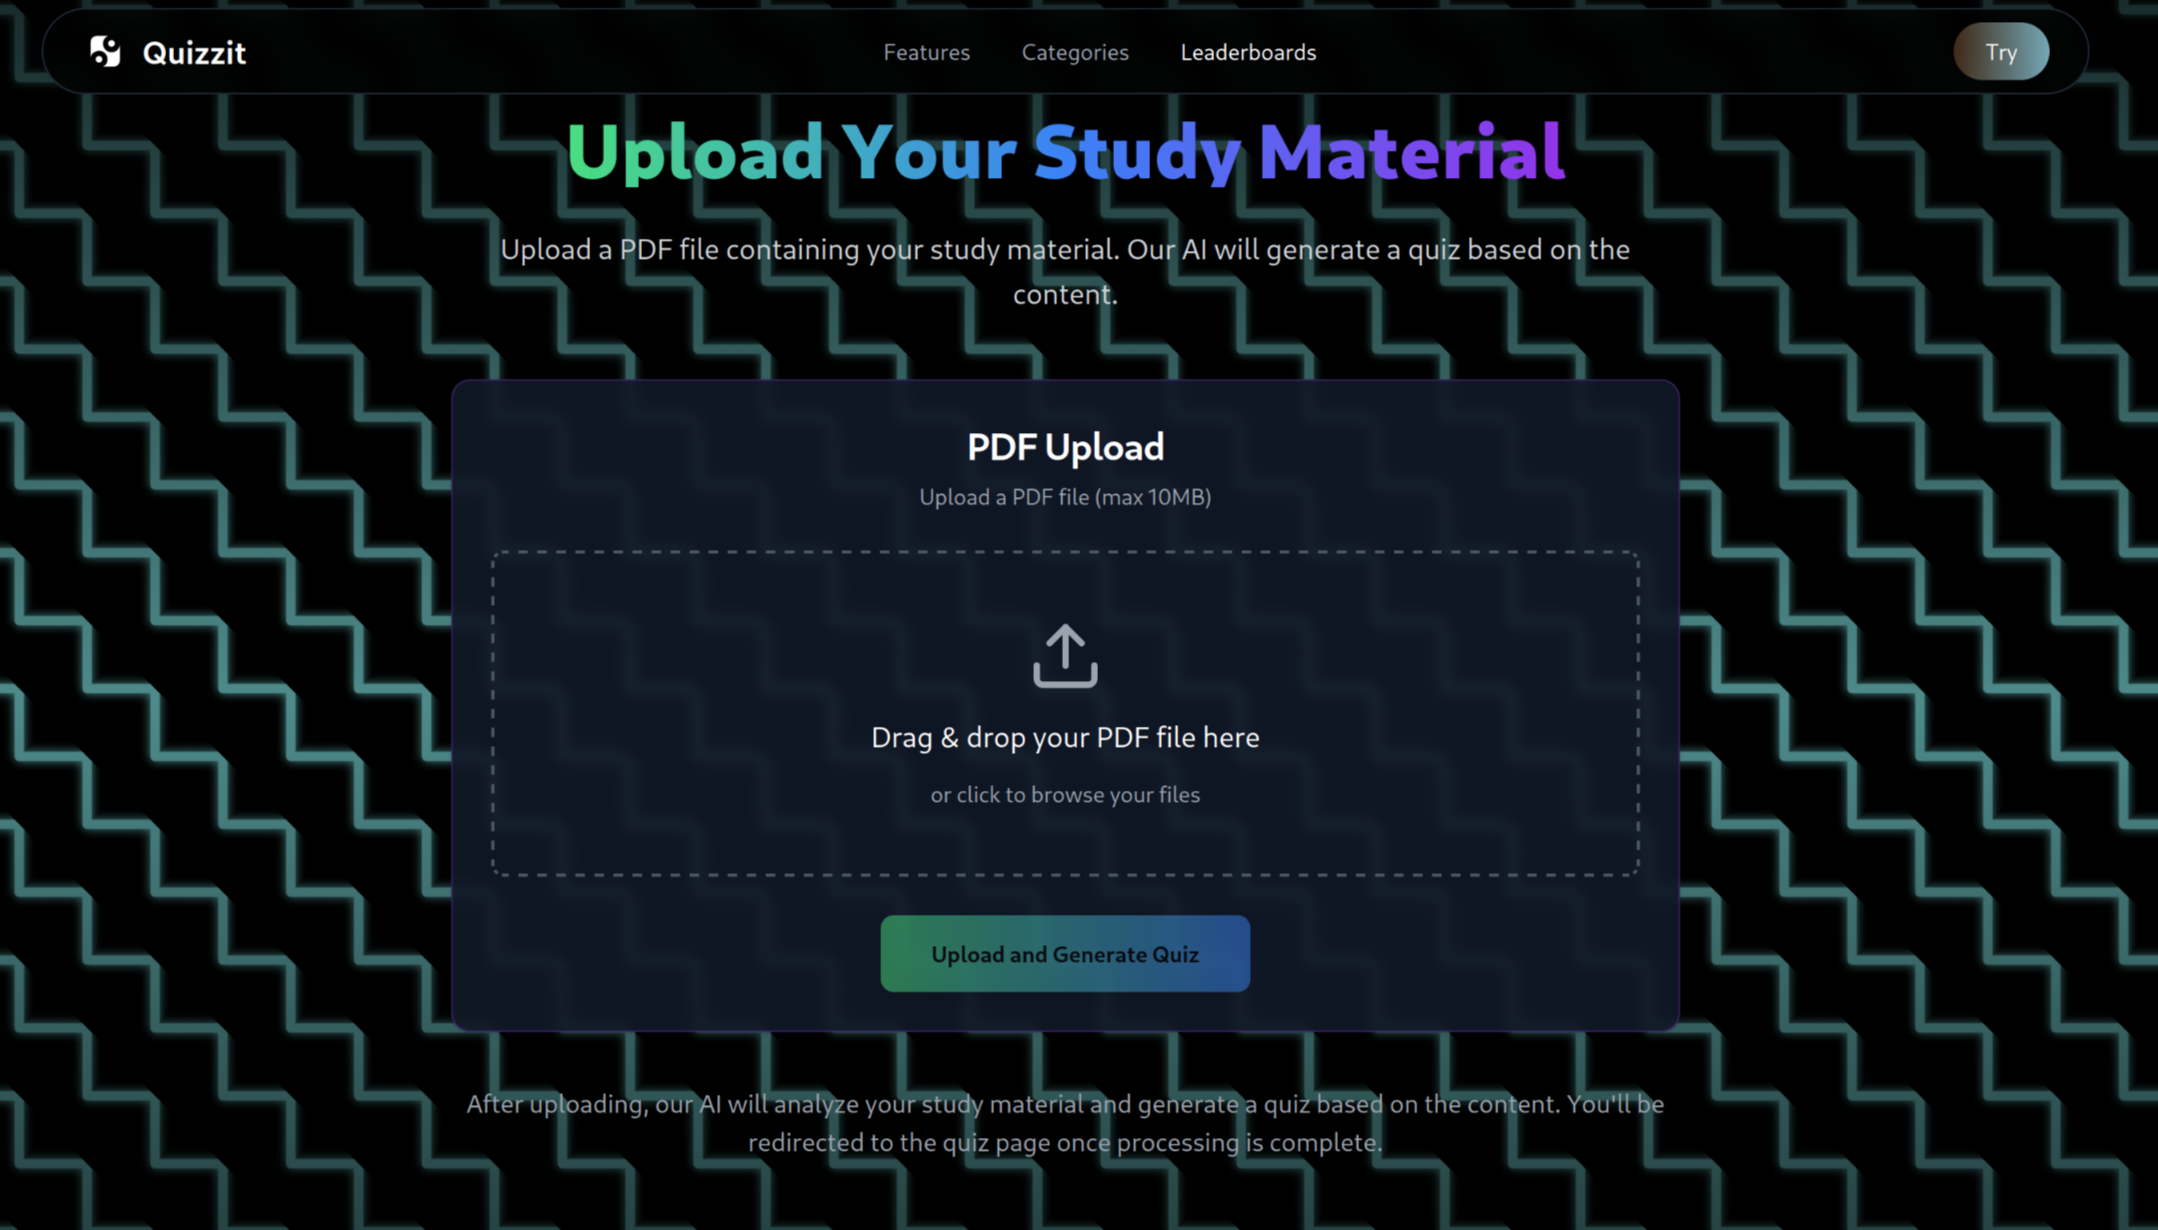 Quizzit
Features
Categories
Leaderboards
Try
Upload Your Study Material
Upload a PDF file containing your study material. Our AI will generate a quiz based on the
content.
PDF Upload
Upload a PDF file (max 10MB)
Drag & drop your PDF file here
or click to browse your files
Upload and Generate Quiz
After uploading, our AI will analyze your study material and generate a quiz based on the content. You'll be
redirected to the quiz page once processing is complete.